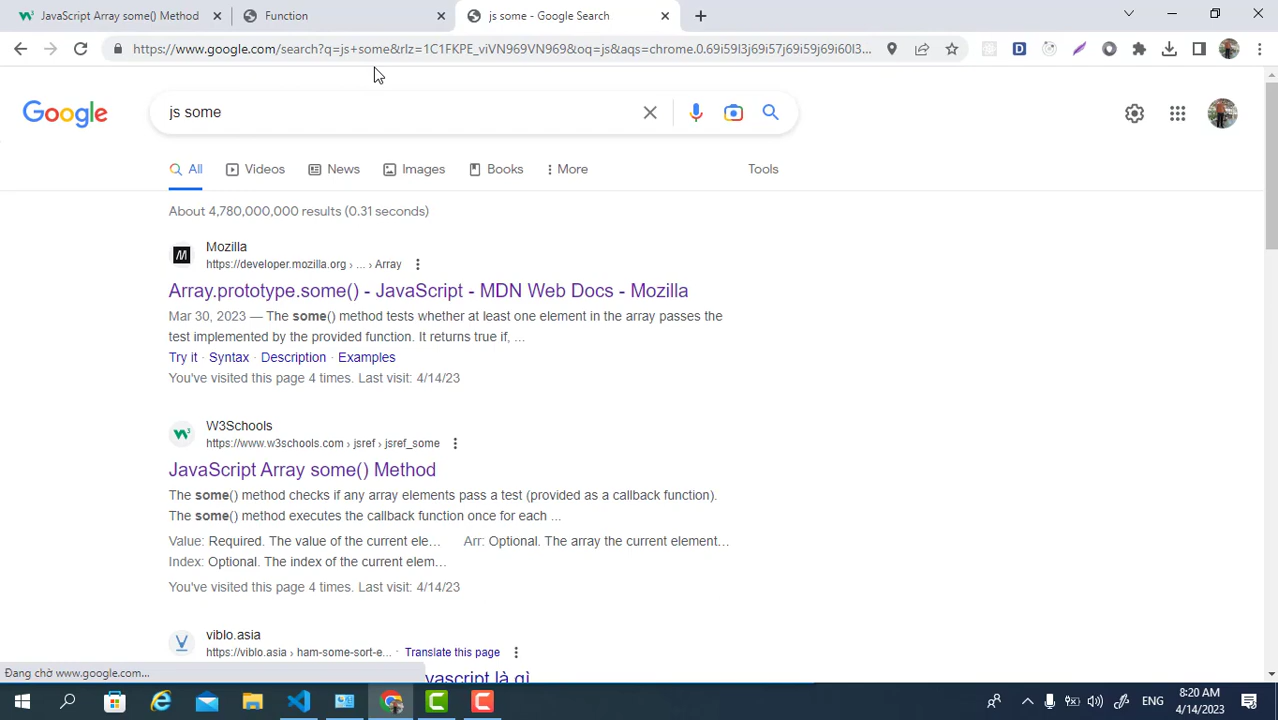 JavaScript Array some() Method
Function
js some - Google Search
https://www.google.com/search?q=js+some&rlz=1C1FKPE_viVN969VN969&oq=js&aqs=chrome.0.69i59l3j69i57j69i59j69i60l3...
Google
js some
All
Videos
News
Images
Books
More
Tools
About 4,780,000,000 results (0.31 seconds)
Mozilla
https://developer.mozilla.org › ... › Array
Array.prototype.some() - JavaScript - MDN Web Docs - Mozilla
Mar 30, 2023 — The some() method tests whether at least one element in the array passes the
test implemented by the provided function. It returns true if, ...
Try it · Syntax · Description · Examples
You've visited this page 4 times. Last visit: 4/14/23
W3Schools
https://www.w3schools.com › jsref › jsref_some
JavaScript Array some() Method
The some() method checks if any array elements pass a test (provided as a callback function).
The some() method executes the callback function once for each ...
Value: Required. The value of the current ele... Arr: Optional. The array the current element...
Index: Optional. The index of the current elem...
You've visited this page 4 times. Last visit: 4/14/23
viblo.asia
https://viblo.asia › ham-some-sort-e... · Translate this page
vascript là gì
Đang chờ www.google.com...
ENG
8:20 AM
4/14/2023